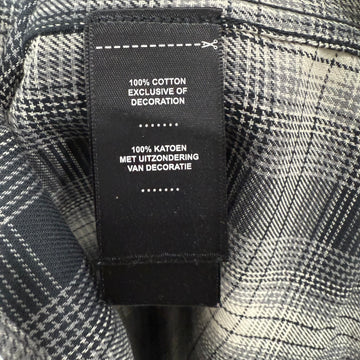 100% COTTON
EXCLUSIVE OF
DECORATION
100% KATOEN
MET UITZONDERING
VAN DECORATIE